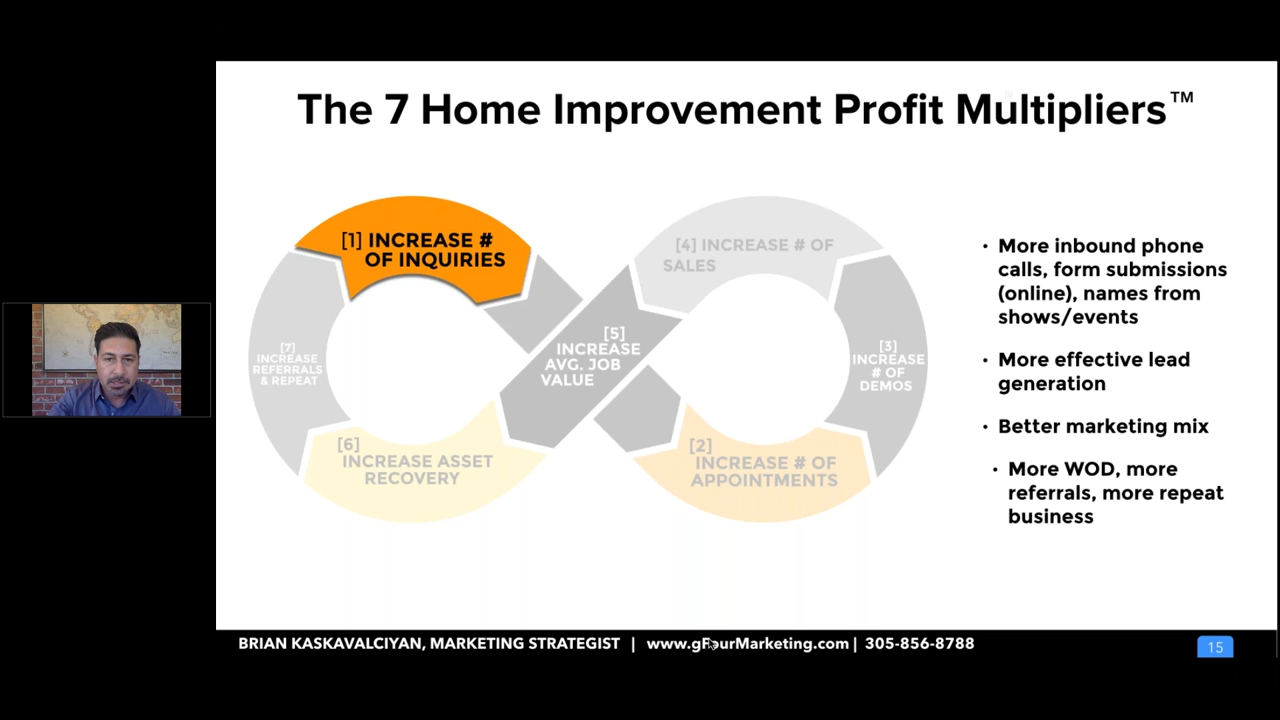 The 7 Home Improvement Profit Multipliers™
[1] INCREASE #
OF INQUIRIES
[4] INCREASE # OF
SALES
[5]
INCREASE
AVG. JOB
VALUE
[7]
INCREASE
REFERRALS
& REPEAT
[3]
INCREASE
# OF
DEMOS
[6]
INCREASE ASSET
RECOVERY
[2]
INCREASE # OF
APPOINTMENTS
• More inbound phone
calls, form submissions
(online), names from
shows/events
• More effective lead
generation
• Better marketing mix
• More WOD, more
referrals, more repeat
business
BRIAN KASKAVALCIYAN, MARKETING STRATEGIST | www.gFourMarketing.com | 305-856-8788
15